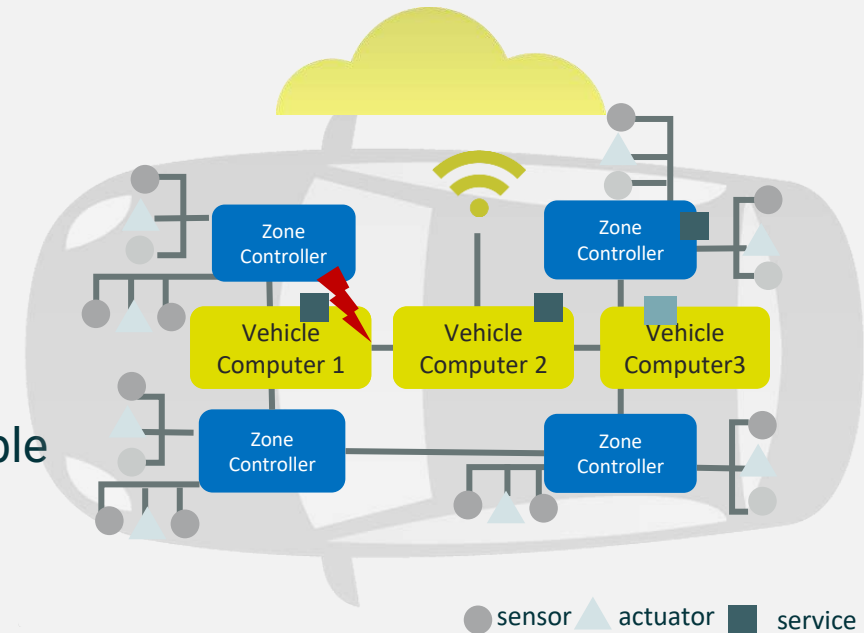 Zone
Controller
Zone
Controller
Vehicle
Computer 1
Vehicle
Computer 2
Vehicle
Computer3
ple
Zone
Controller
Zone
Controller
sensor
actuator
service